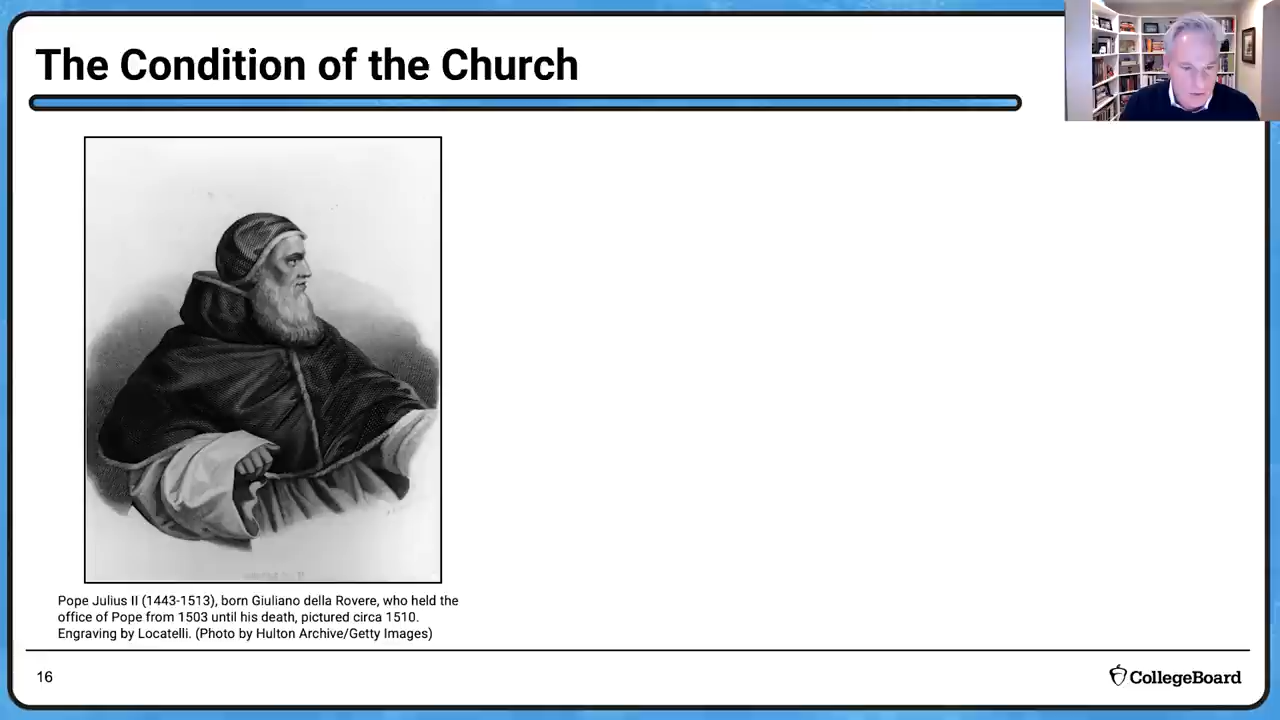 The Condition of the Church
Pope Julius II (1443-1513), born Giuliano della Rovere, who held the
office of Pope from 1503 until his death, pictured circa 1510.
Engraving by Locatelli. (Photo by Hulton Archive/Getty Images)
16
CollegeBoard